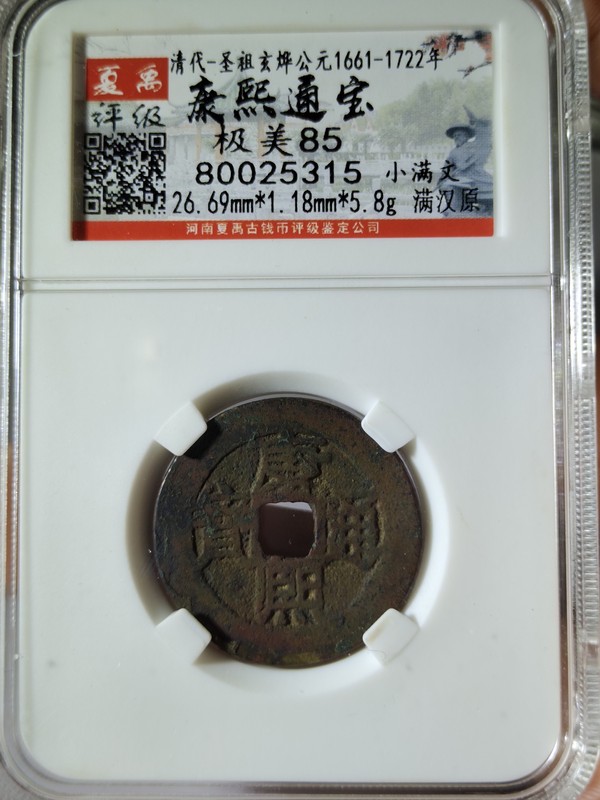 清代-圣祖玄烨公元1661-1722年
夏禹
评级
康熙通宝
极美85
80025315 小满文
26.69mm*1.18mm*5.8g 满汉原
河南夏禹古钱币评级鉴定公司
康熙通寶